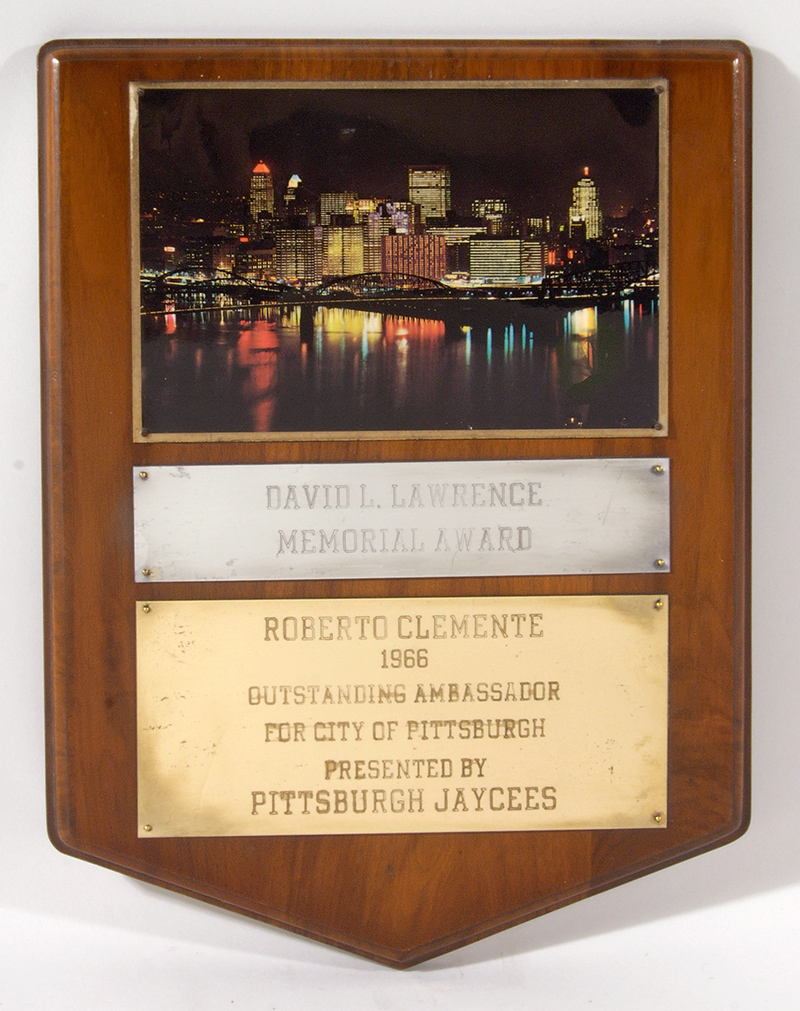 DAVID L. LAWRENCE
MEMORIAL AWARD
ROBERTO CLEMENTE
1966
OUTSTANDING AMBASSADOR
FOR CITY OF PITTSBURGH
PRESENTED BY
PITTSBURGH JAYCEES